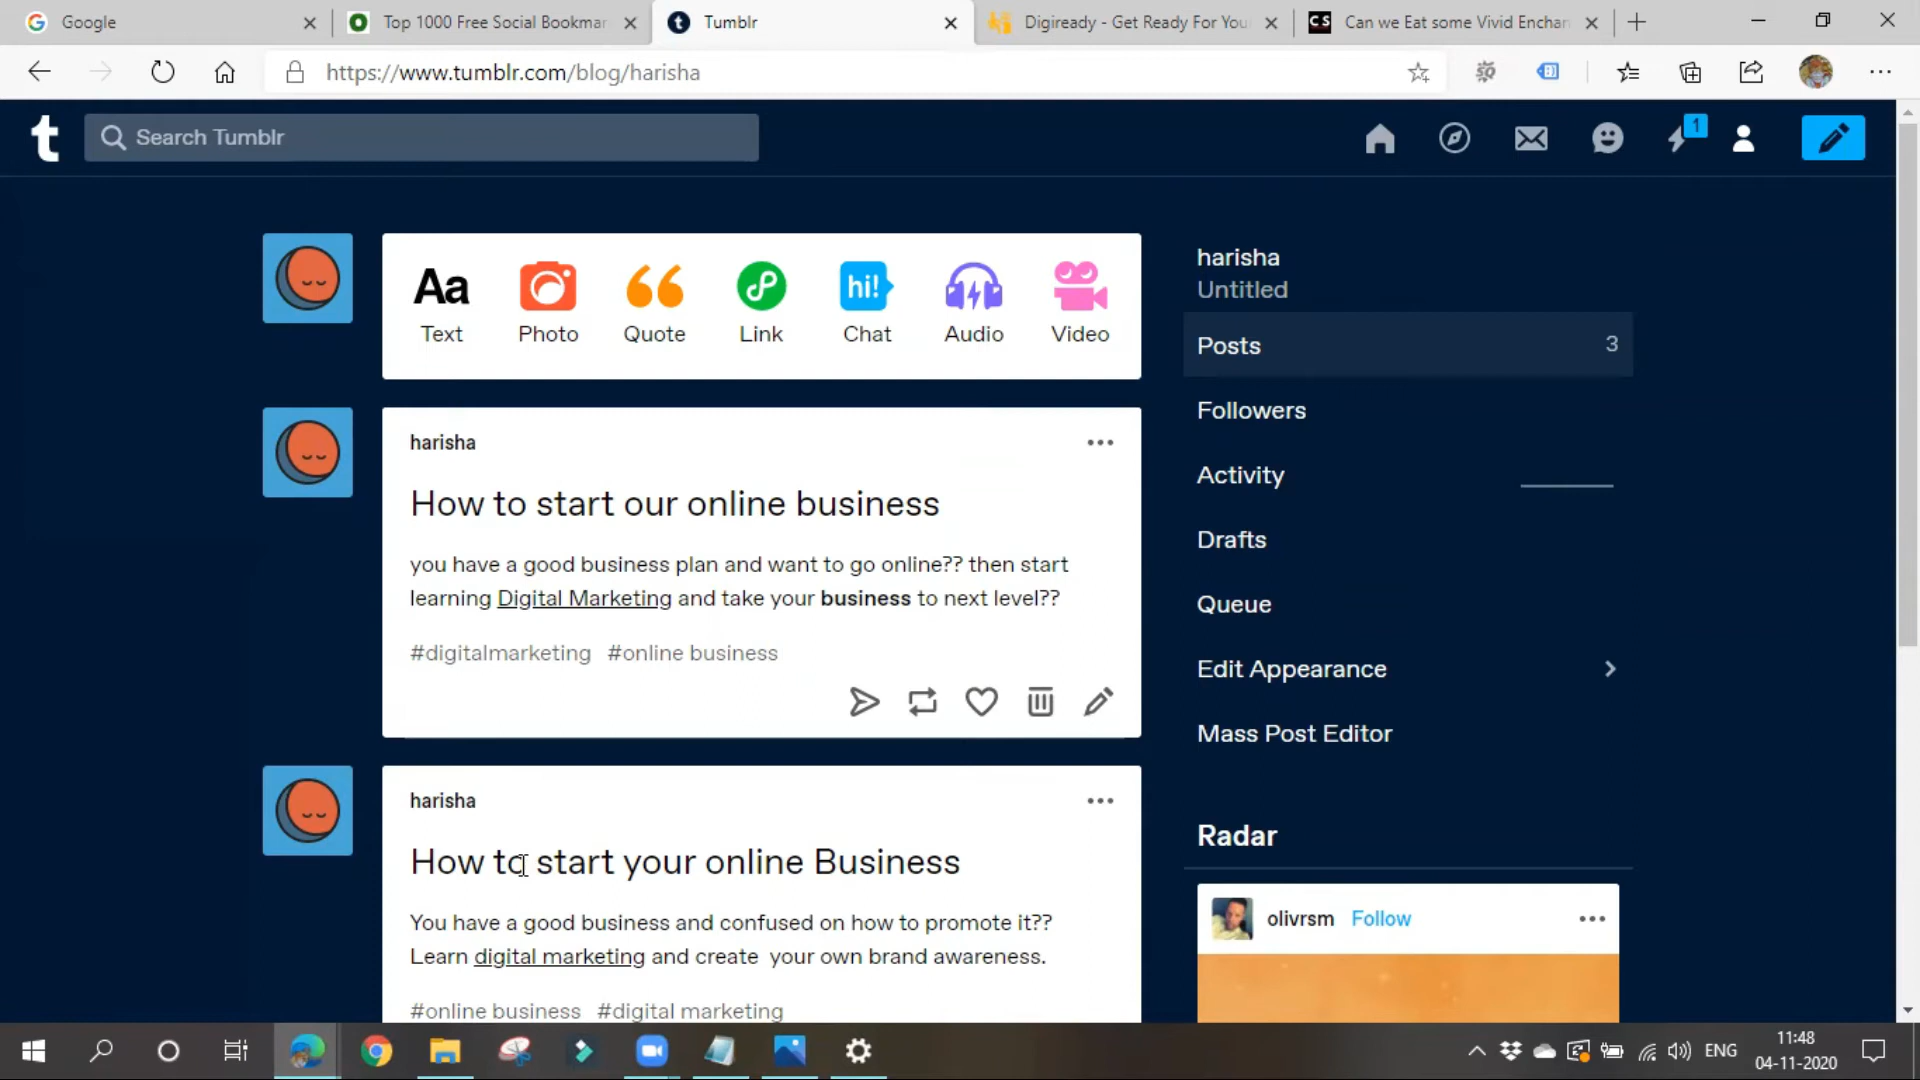 Google
Top 1000 Free Social Bookmar
Tumblr
Digiready - Get Ready For You
CS
Can we Eat some Vivid Enchan
https://www.tumblr.com/blog/harisha
t
Search Tumblr
1
Aa
hi!
Text
Photo
Quote
Link
Chat
Audio
Video
harisha
Untitled
Posts
3
Followers
Activity
Drafts
Queue
Edit Appearance
Mass Post Editor
harisha
How to start our online business
you have a good business plan and want to go online?? then start
learning Digital Marketing and take your business to next level??
#digitalmarketing #online business
harisha
How to start your online Business
You have a good business and confused on how to promote it??
Learn digital marketing and create  your own brand awareness.
#online business #digital marketing
Radar
olivrsm Follow
ENG
11:48
04-11-2020